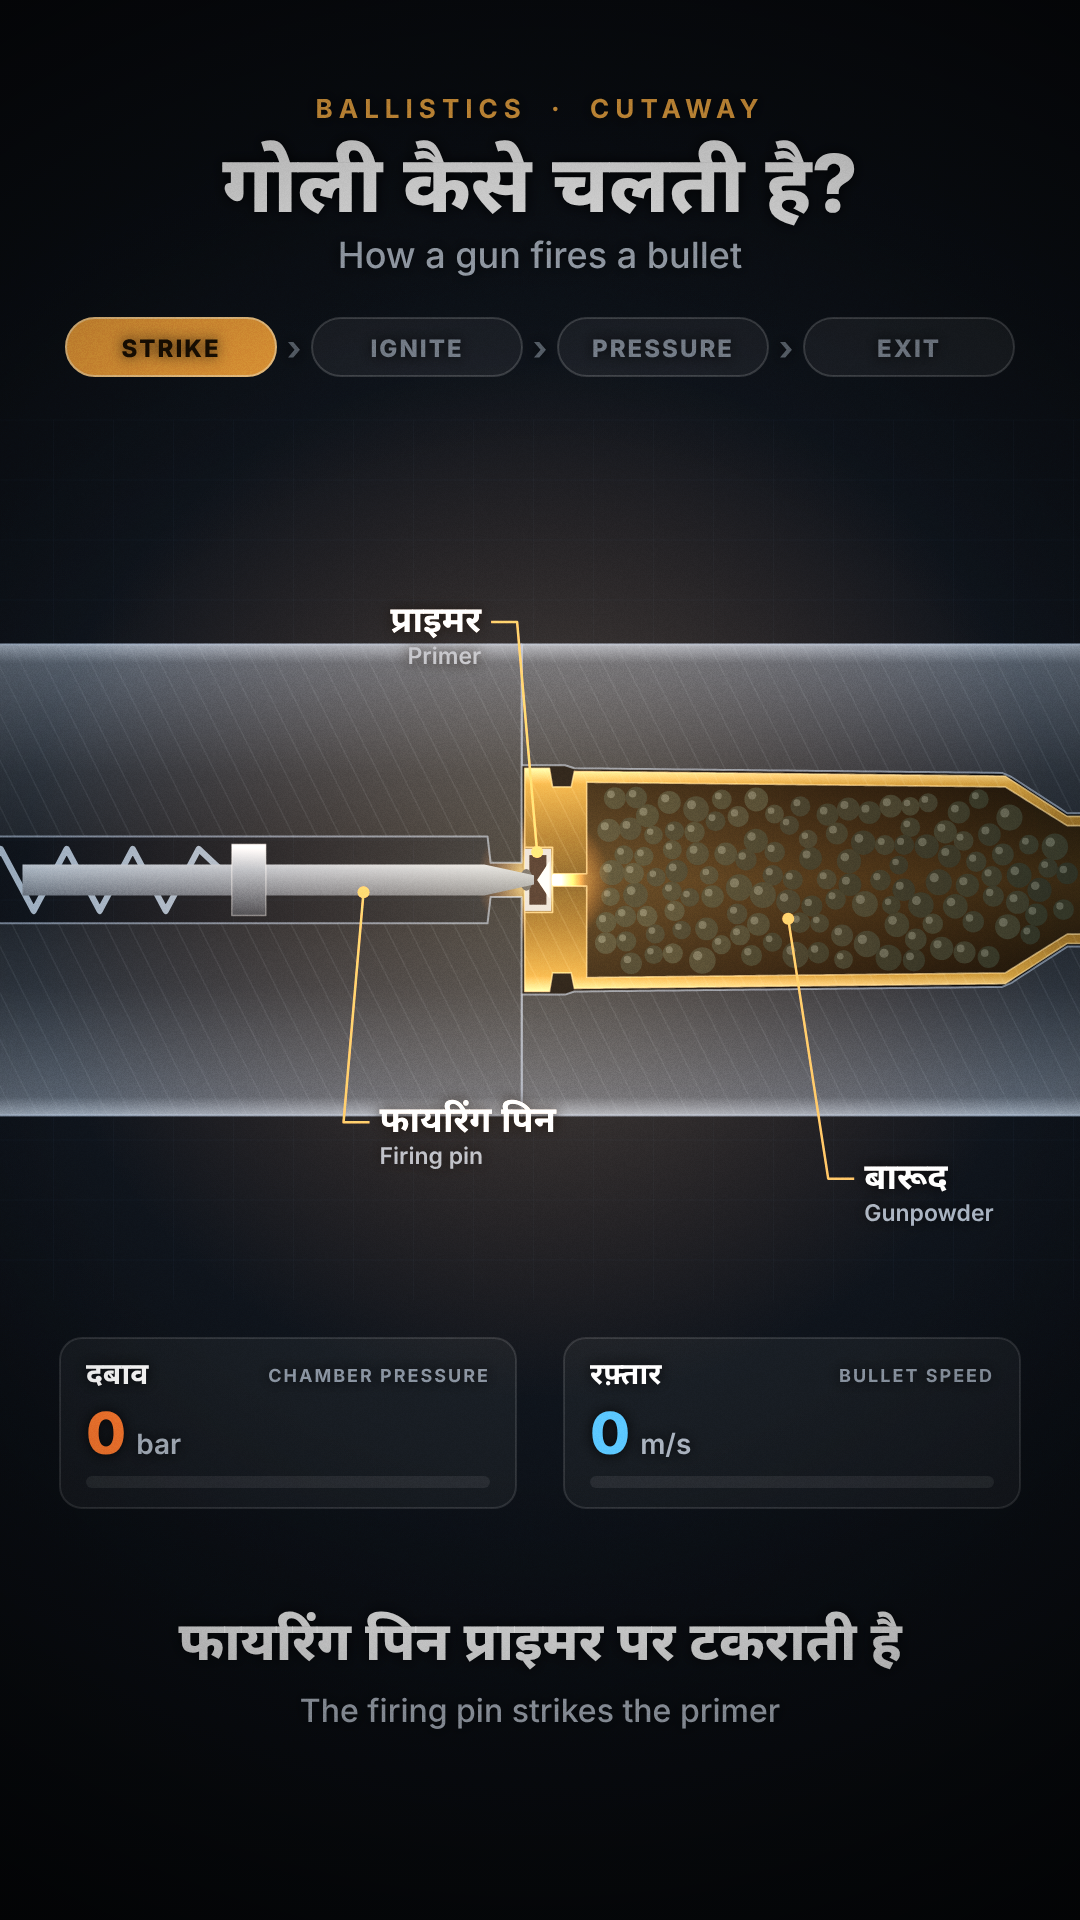 BALLISTICS · CUTAWAY
गोली कैसे चलती है?
How a gun fires a bullet
STRIKE › IGNITE › PRESSURE › EXIT
प्राइमर
Primer
फायरिंग पिन
Firing pin
बारूद
Gunpowder
दबाव CHAMBER PRESSURE
0 bar
रफ़्तार BULLET SPEED
0 m/s
फायरिंग पिन प्राइमर पर टकराती है
The firing pin strikes the primer